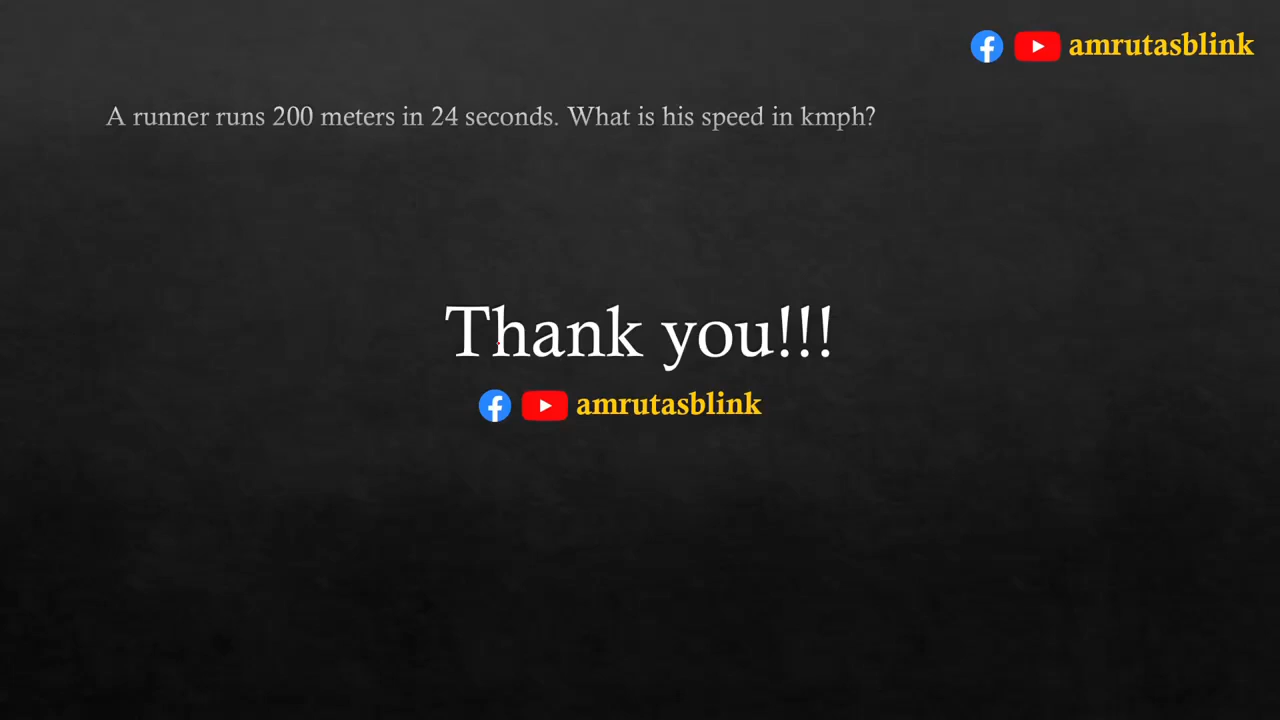 amrutasblink
A runner runs 200 meters in 24 seconds. What is his speed in kmph?
Thank you!!!
amrutasblink